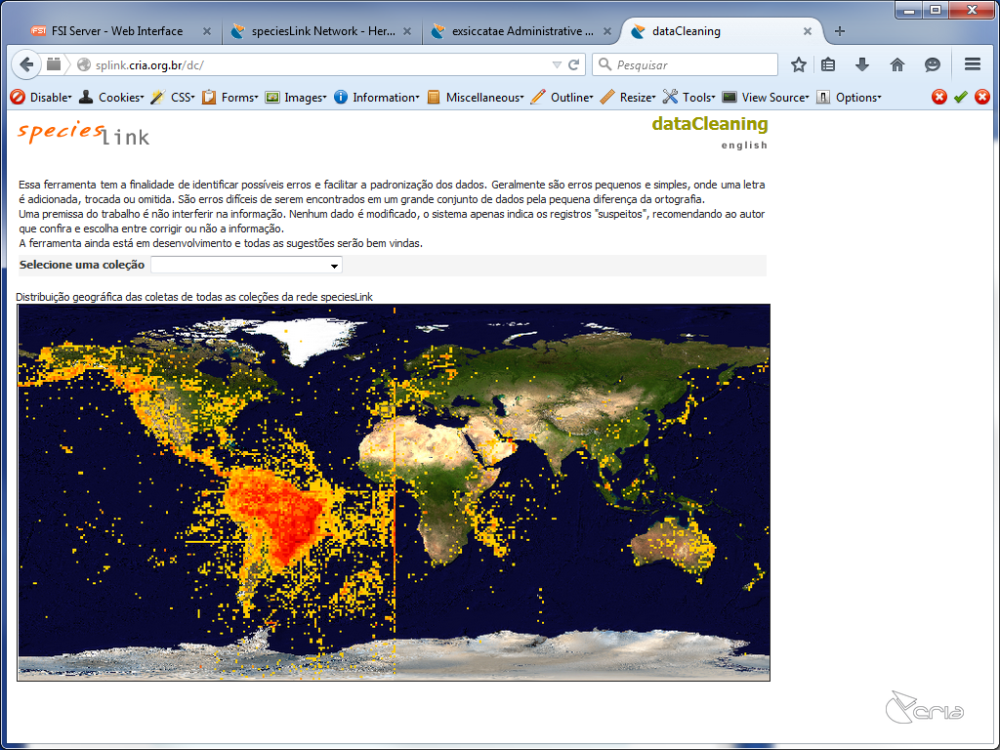 FSI Server - Web Interface
speciesLink Network - Her...
exsiccatae Administrative ...
dataCleaning
splink.cria.org.br/dc/
Pesquisar
Disable
Cookies
CSS
Forms
Images
Information
Miscellaneous
Outline
Resize
Tools
View Source
Options
species link
dataCleaning
english
Essa ferramenta tem a finalidade de identificar possíveis erros e facilitar a padronização dos dados. Geralmente são erros pequenos e simples, onde uma letra
é adicionada, trocada ou omitida. São erros difíceis de serem encontrados em um grande conjunto de dados pela pequena diferença da ortografia.
Uma premissa do trabalho é não interferir na informação. Nenhum dado é modificado, o sistema apenas indica os registros "suspeitos", recomendando ao autor
que confira e escolha entre corrigir ou não a informação.
A ferramenta ainda está em desenvolvimento e todas as sugestões serão bem vindas.
Selecione uma coleção
Distribuição geográfica das coletas de todas as coleções da rede speciesLink
cria